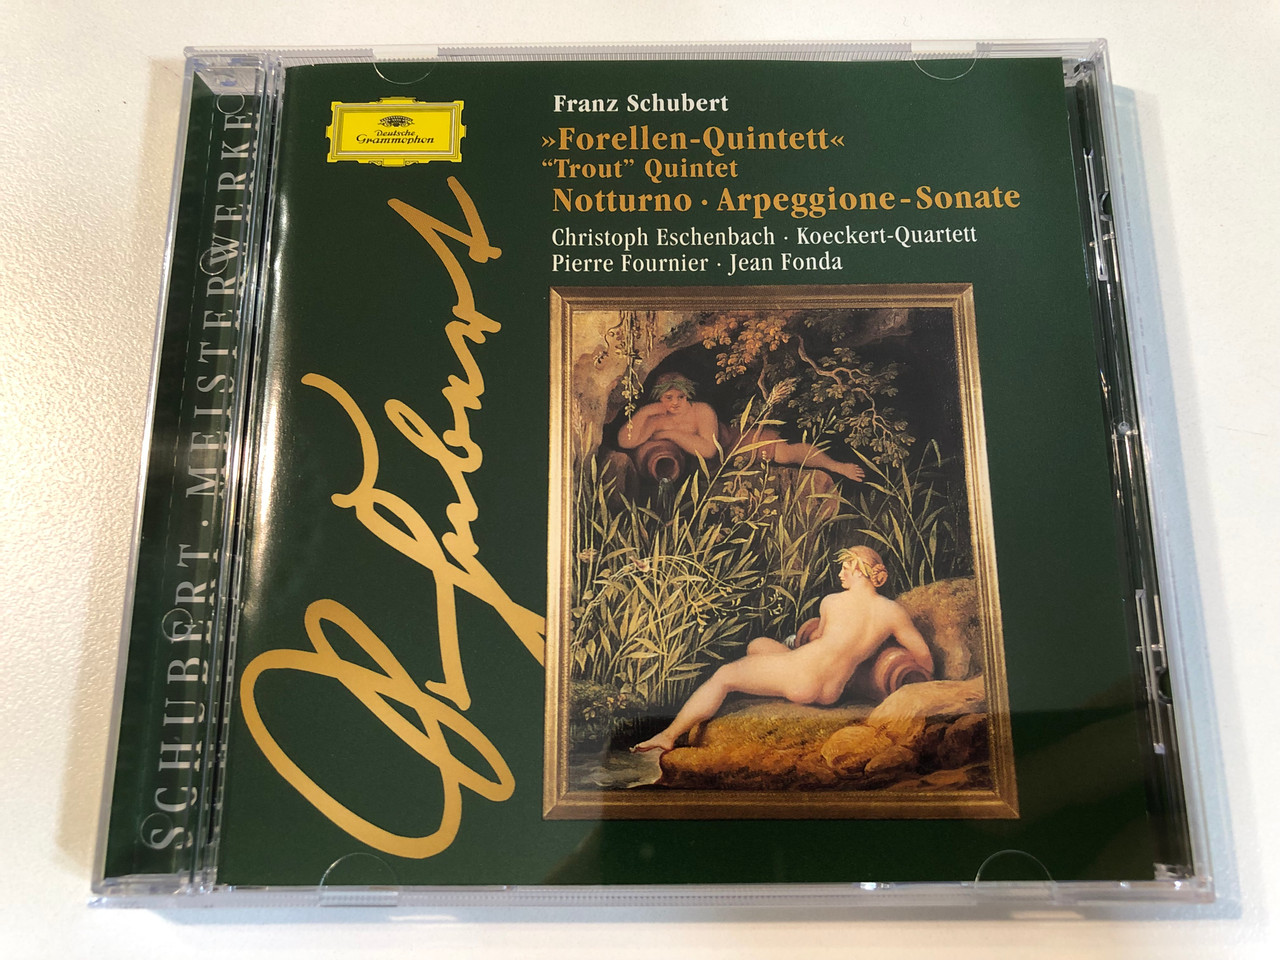 SCHUBERT · MEISTERWERKE
Deutsche
Grammophon
Franz Schubert
»Forellen-Quintett«
“Trout” Quintet
Notturno · Arpeggione-Sonate
Christoph Eschenbach · Koeckert-Quartett
Pierre Fournier · Jean Fonda
Schubert